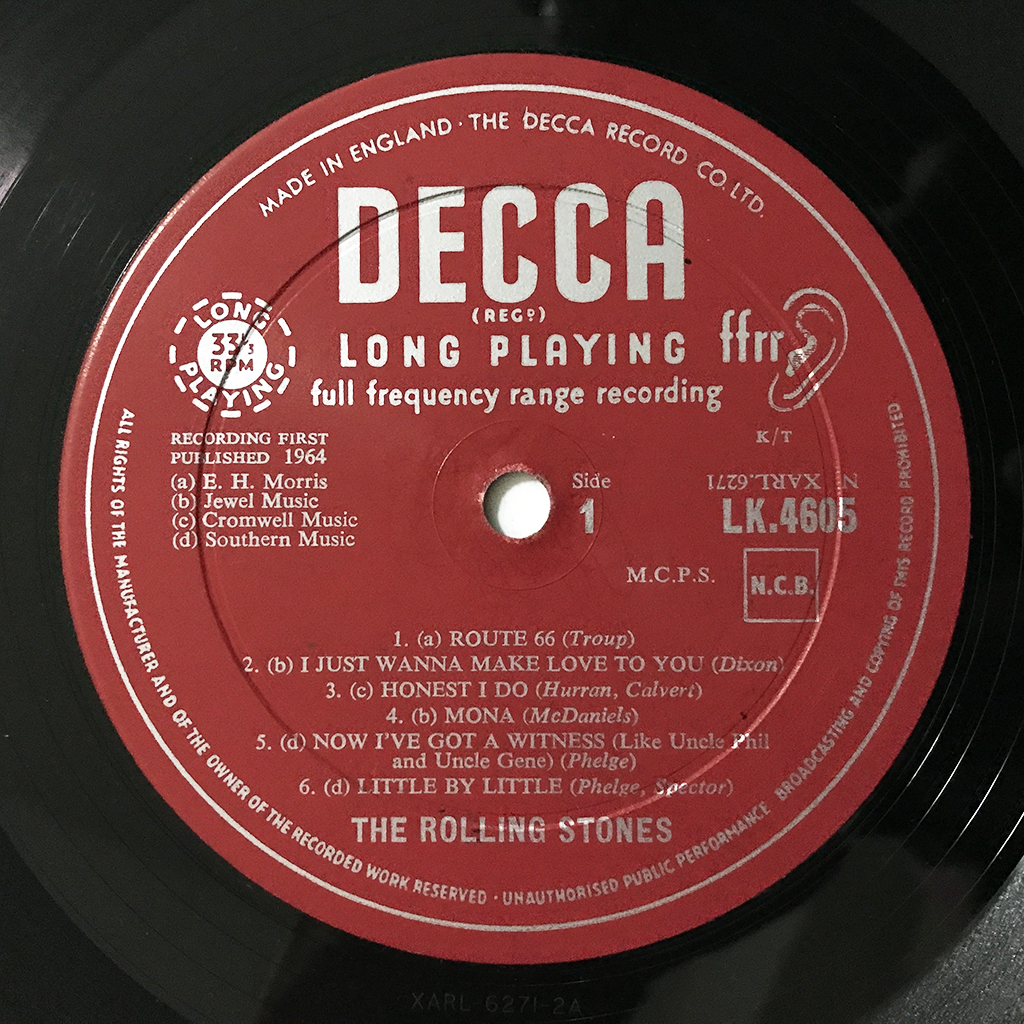 MADE IN ENGLAND · THE DECCA RECORD CO. LTD.
DECCA
(REGD)
LONG PLAYING
ffrr
full frequency range recording
LONG
33⅓
RPM
PLAYING
RECORDING FIRST
PUBLISHED 1964
(a) E. H. Morris
(b) Jewel Music
(c) Cromwell Music
(d) Southern Music
Side
1
K/T
No XARL.6271
LK.4605
M.C.P.S.
N.C.B.
1. (a) ROUTE 66 (Troup)
2. (b) I JUST WANNA MAKE LOVE TO YOU (Dixon)
3. (c) HONEST I DO (Hurran, Calvert)
4. (b) MONA (McDaniels)
5. (d) NOW I'VE GOT A WITNESS (Like Uncle Phil
and Uncle Gene) (Phelge)
6. (d) LITTLE BY LITTLE (Phelge, Spector)
THE ROLLING STONES
ALL RIGHTS OF THE MANUFACTURER AND OF THE OWNER OF THE RECORDED WORK RESERVED · UNAUTHORISED PUBLIC PERFORMANCE BROADCASTING AND COPYING OF THIS RECORD PROHIBITED
XARL 6271-2A